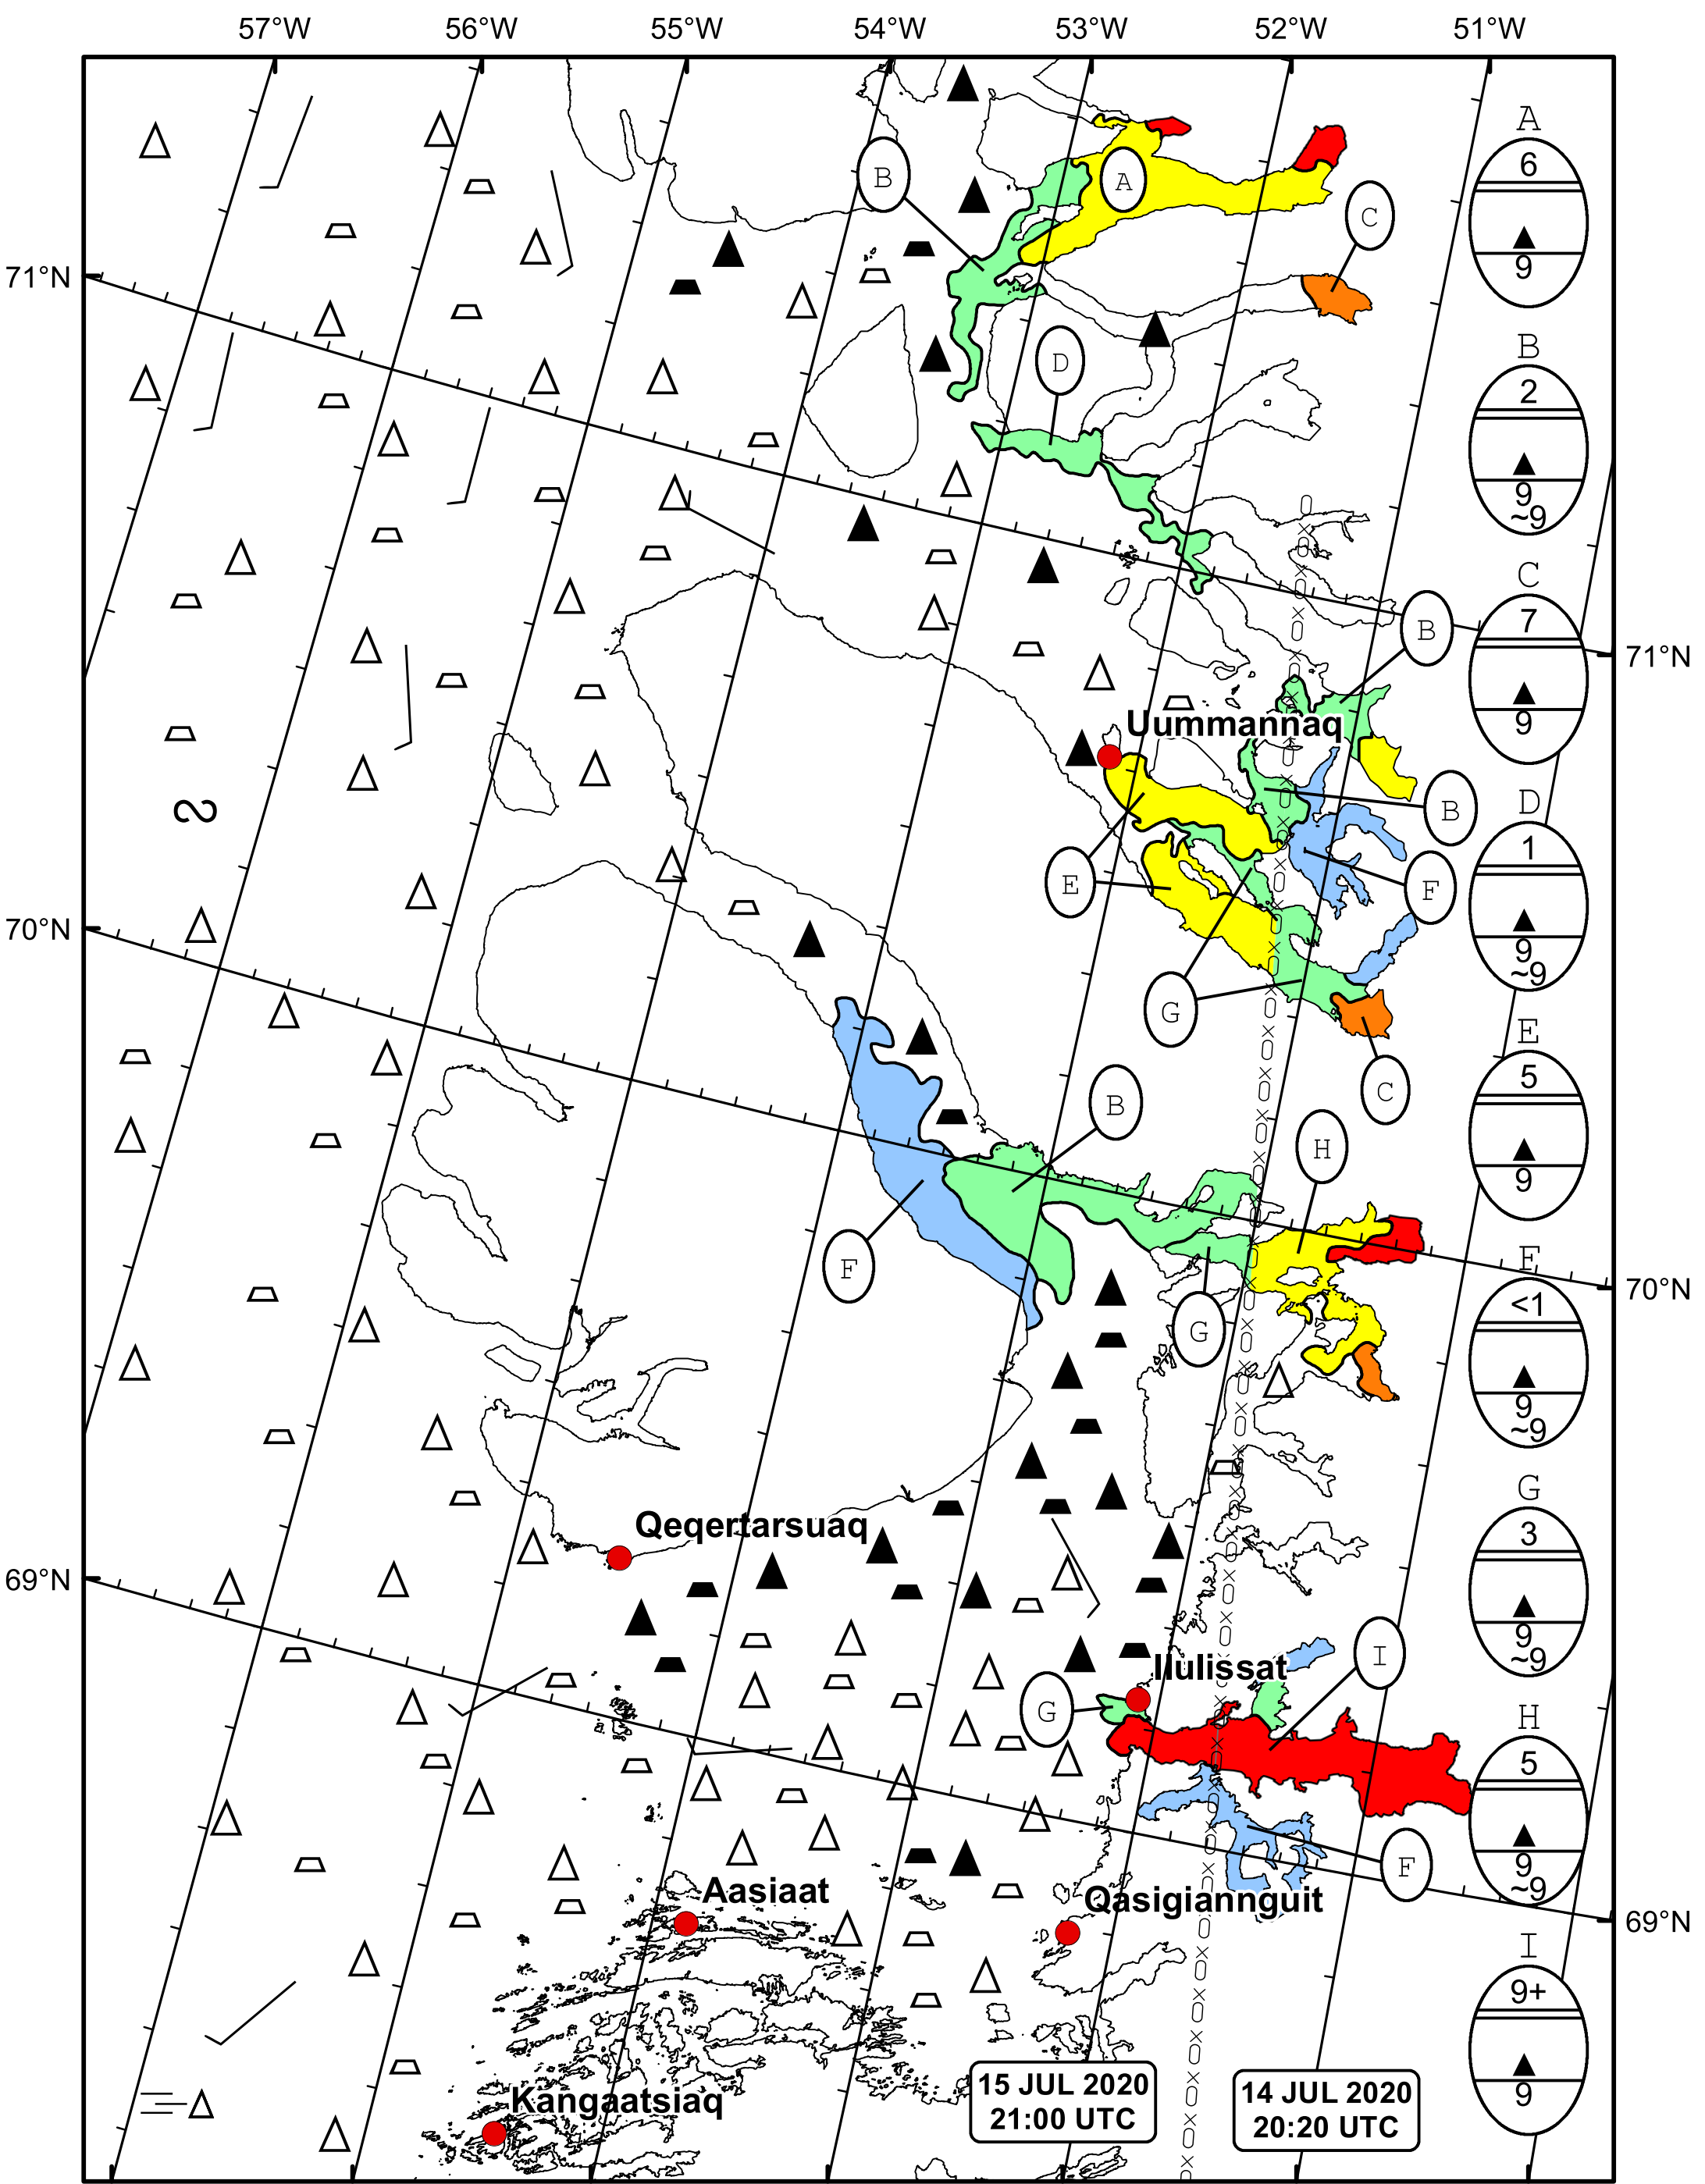 57°W 56°W 55°W 54°W 53°W 52°W 51°W
A
6
9
B
A
C
71°N
B
2
9
~9
D
C
7
9
B
71°N
Uummannaq
D
1
9
~9
B
E
F
70°N
G
C
E
5
9
B
H
F
G
70°N
F
<1
9
~9
G
3
9
~9
Qeqertarsuaq
69°N
I
Ilulissat
G
H
5
9
~9
F
Aasiaat
Qasigiannguit
69°N
I
9+
9
15 JUL 2020
21:00 UTC
14 JUL 2020
20:20 UTC
Kangaatsiaq